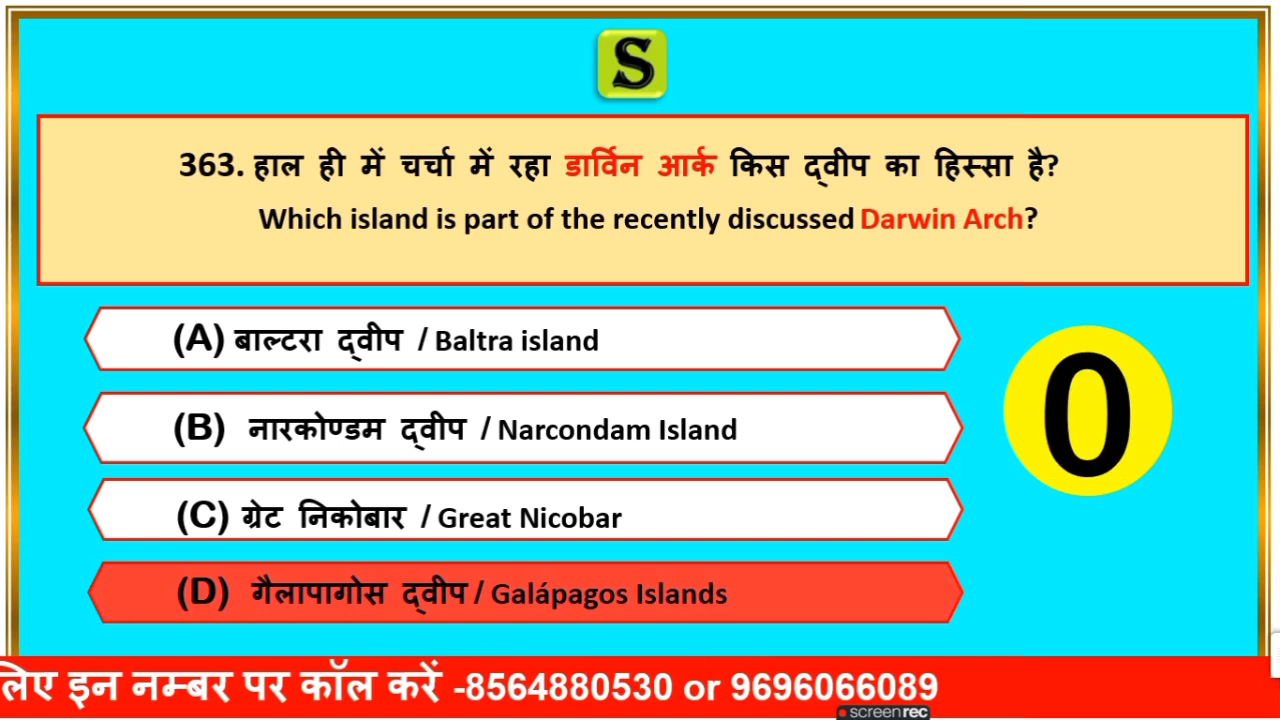 S
363. हाल ही में चर्चा में रहा डार्विन आर्क किस द्वीप का हिस्सा है?
Which island is part of the recently discussed Darwin Arch?
(A) बाल्टरा द्वीप / Baltra island
(B) नारकोण्डम द्वीप / Narcondam Island
(C) ग्रेट निकोबार / Great Nicobar
(D) गैलापागोस द्वीप / Galápagos Islands
0
लिए इन नम्बर पर कॉल करें -8564880530 or 9696066089
screenrec